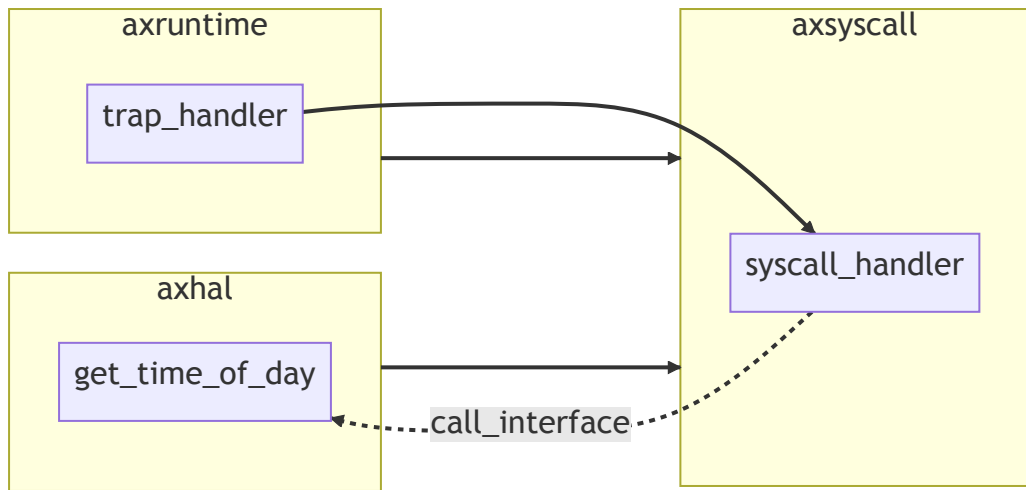 axruntime
trap_handler
axsyscall
syscall_handler
axhal
get_time_of_day
call_interface